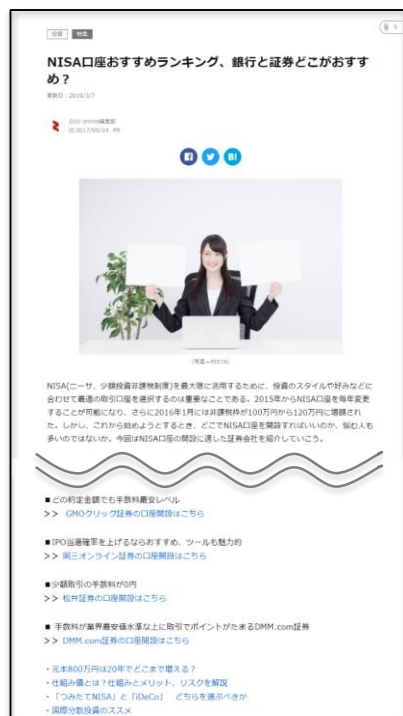 投資 特集
NISA口座おすすめランキング、銀行と証券どこがおすす
め？
更新日：2019/3/7
ZUU online編集部
2017/05/24 PR
B!
(写真＝PIXTA)
NISA(ニーサ、少額投資非課税制度)を最大限に活用するために、投資のスタイルや好みなどに
合わせて最適の取引口座を選択するのは重要なことである。2015年からNISA口座を毎年変更
することが可能になり、さらに2016年1月には非課税枠が100万円から120万円に増額され
た。しかし、これから始めようとするとき、どこでNISA口座を開設すればいいのか、悩む人も
多いのではないか。今回はNISA口座の開設に適した証券会社を紹介していこう。
■どの約定金額でも手数料最安レベル
>> GMOクリック証券の口座開設はこちら
■IPO当選確率を上げるならおすすめ、ツールも魅力的
>> 岡三オンライン証券の口座開設はこちら
■少額取引の手数料が0円
>> 松井証券の口座開設はこちら
■ 手数料が業界最安値水準な上に取引でポイントがたまるDMM.com証券
>> DMM.com証券の口座開設はこちら
・元本800万円は20年でどこまで増える？
・仕組み債とは？仕組みとメリット、リスクを解説
・「つみたてNISA」と「iDeCo」 どちらを選ぶべきか
・国際分散投資のススメ